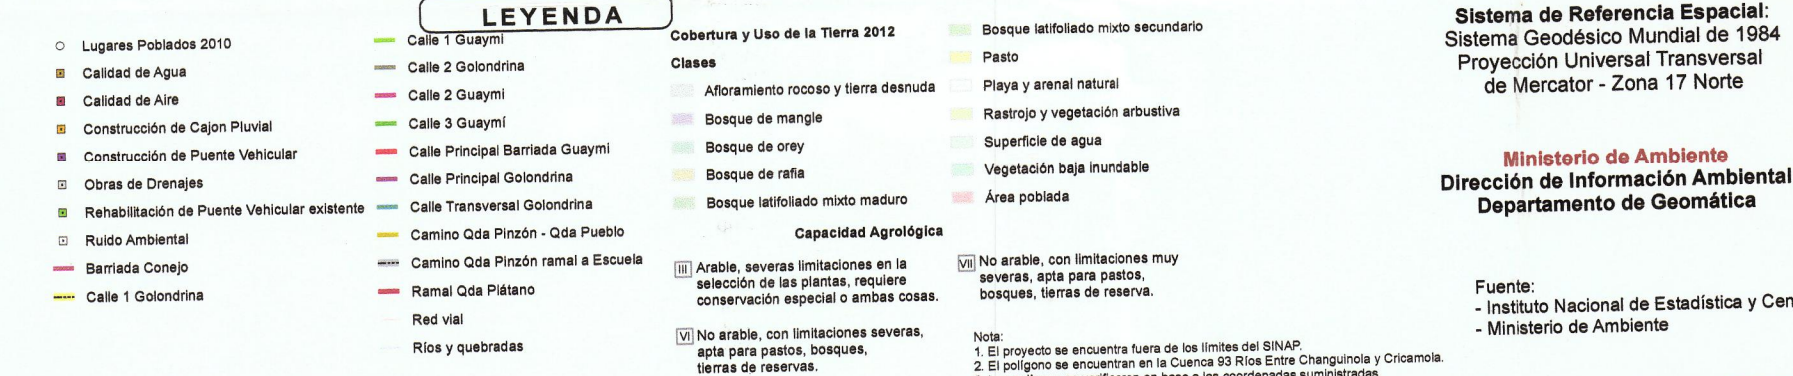 LEYENDA
Lugares Poblados 2010
Calidad de Agua
Calidad de Aire
Construcción de Cajon Pluvial
Construcción de Puente Vehicular
Obras de Drenajes
Rehabilitación de Puente Vehicular existente
Ruido Ambiental
Barriada Conejo
Calle 1 Golondrina
Calle 1 Guaymi
Calle 2 Golondrina
Calle 2 Guaymi
Calle 3 Guaymí
Calle Principal Barriada Guaymi
Calle Principal Golondrina
Calle Transversal Golondrina
Camino Qda Pinzón - Qda Pueblo
Camino Qda Pinzón ramal a Escuela
Ramal Qda Plátano
Red vial
Ríos y quebradas
Cobertura y Uso de la Tierra 2012
Clases
Afloramiento rocoso y tierra desnuda
Bosque de mangle
Bosque de orey
Bosque de rafia
Bosque latifoliado mixto maduro
Bosque latifoliado mixto secundario
Pasto
Playa y arenal natural
Rastrojo y vegetación arbustiva
Superficie de agua
Vegetación baja inundable
Área poblada
Capacidad Agrológica
III Arable, severas limitaciones en la
selección de las plantas, requiere
conservación especial o ambas cosas.
VI No arable, con limitaciones severas,
apta para pastos, bosques,
tierras de reservas.
VII No arable, con limitaciones muy
severas, apta para pastos,
bosques, tierras de reserva.
Nota:
1. El proyecto se encuentra fuera de los límites del SINAP.
2. El polígono se encuentran en la Cuenca 93 Ríos Entre Changuinola y Cricamola.
coordenadas suministradas
Sistema de Referencia Espacial:
Sistema Geodésico Mundial de 1984
Proyección Universal Transversal
de Mercator - Zona 17 Norte
Ministerio de Ambiente
Dirección de Información Ambiental
Departamento de Geomática
Fuente:
- Instituto Nacional de Estadística y Cen
- Ministerio de Ambiente